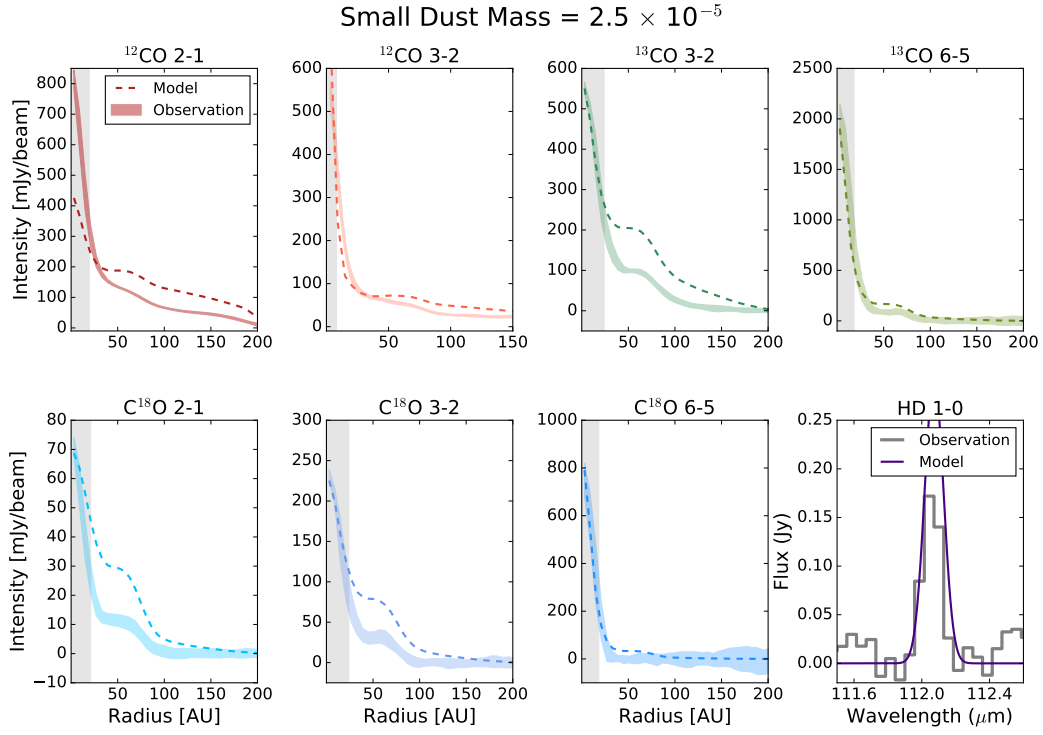 Small Dust Mass = 2.5 × 10⁻⁵
¹²CO 2-1
¹²CO 3-2
¹³CO 3-2
¹³CO 6-5
Intensity [mJy/beam]
800
700
600
500
400
300
200
100
0
50 100 150 200
Model
Observation
600
500
400
300
200
100
0
50 100 150
600
500
400
300
200
100
0
50 100 150 200
2500
2000
1500
1000
500
0
50 100 150 200
C¹⁸O 2-1
C¹⁸O 3-2
C¹⁸O 6-5
HD 1-0
Intensity [mJy/beam]
80
70
60
50
40
30
20
10
0
−10
50 100 150 200
Radius [AU]
300
250
200
150
100
50
0
50 100 150 200
Radius [AU]
1000
800
600
400
200
0
50 100 150 200
Radius [AU]
Flux (Jy)
0.25
0.20
0.15
0.10
0.05
0.00
111.6 112.0 112.4
Wavelength (μm)
Observation
Model